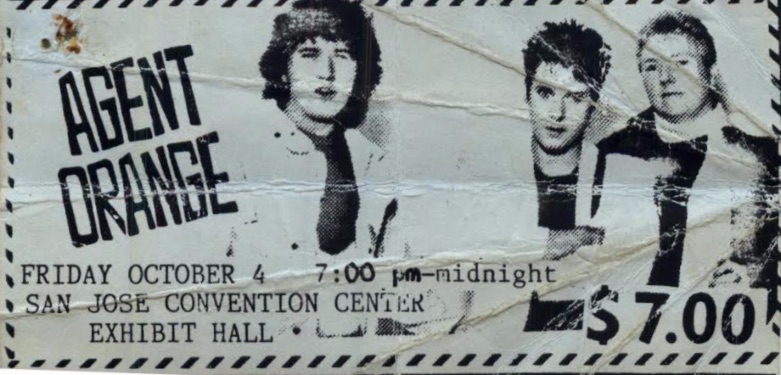 AGENT
ORANGE
FRIDAY OCTOBER 4 7:00 pm-midnight
SAN JOSE CONVENTION CENTER
EXHIBIT HALL
$7.00